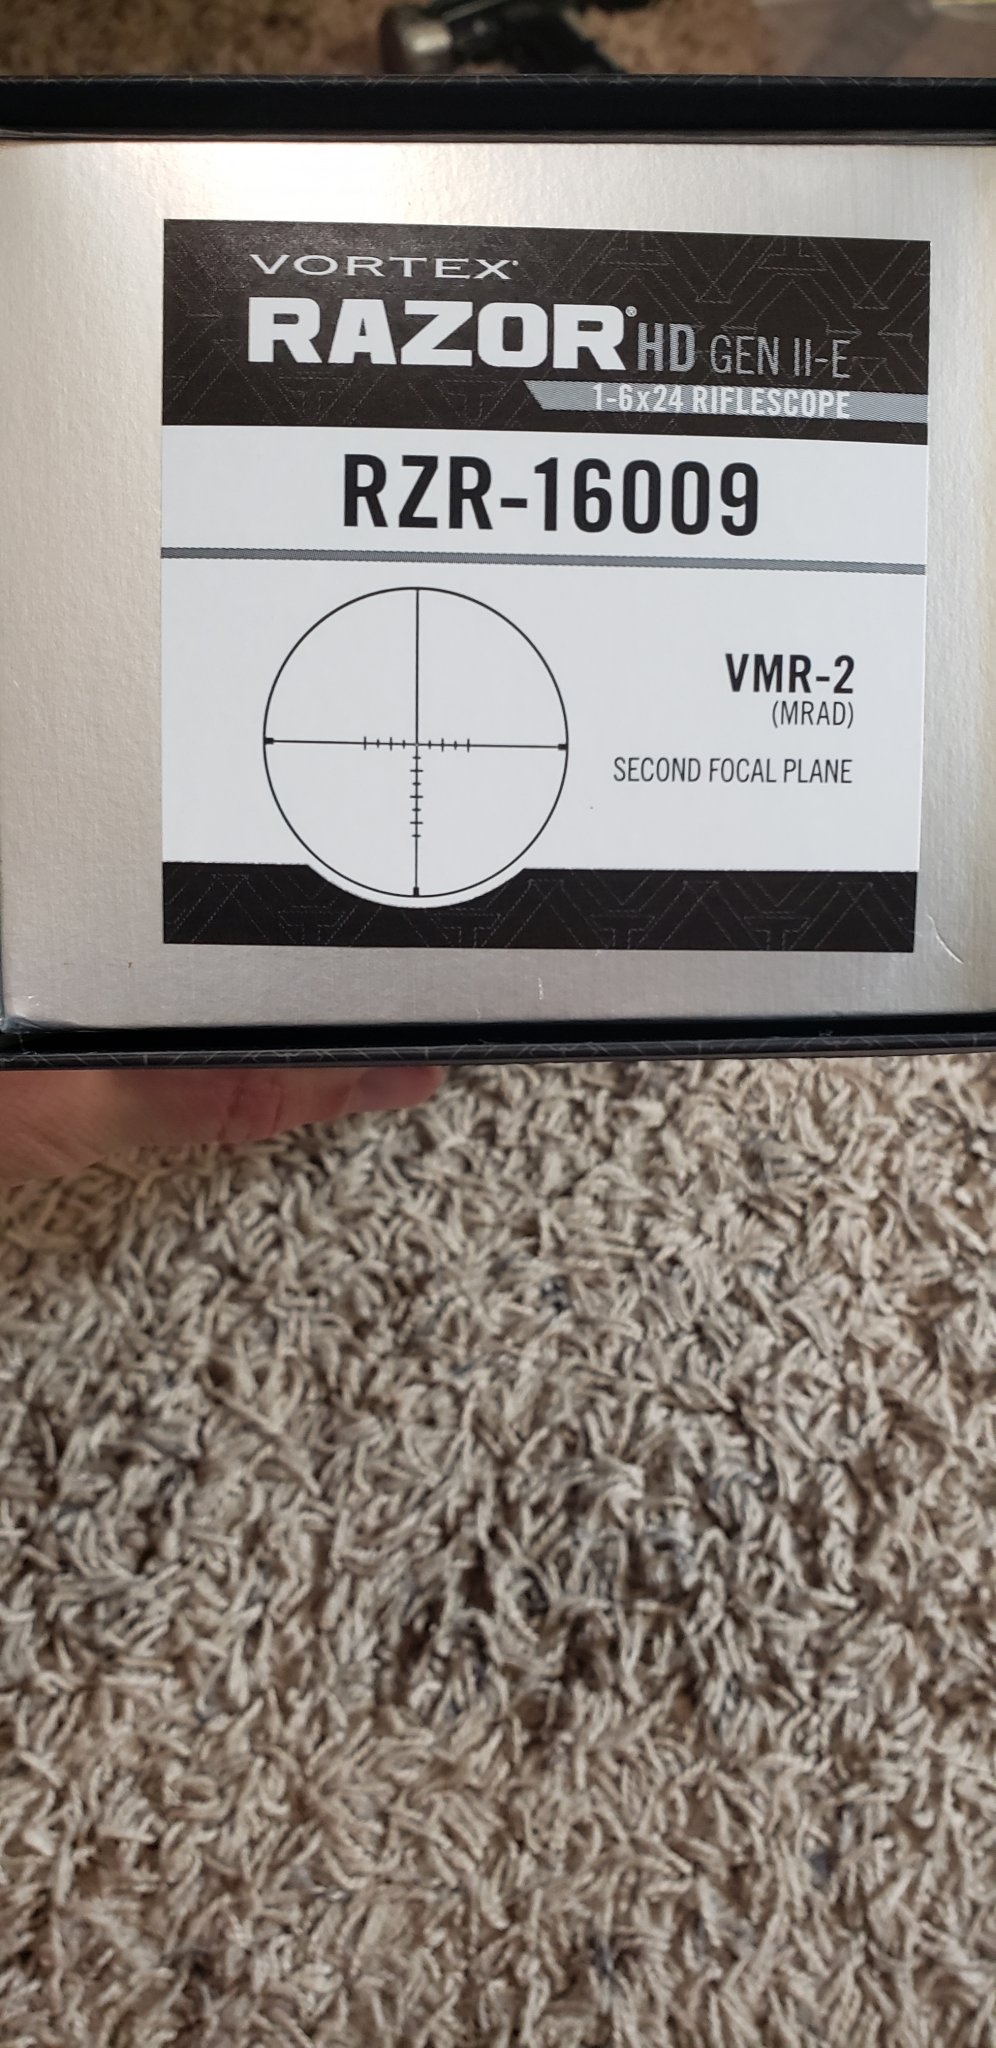 VORTEX®
RAZOR® HD GEN II-E
1-6x24 RIFLESCOPE
RZR-16009
VMR-2
(MRAD)
SECOND FOCAL PLANE